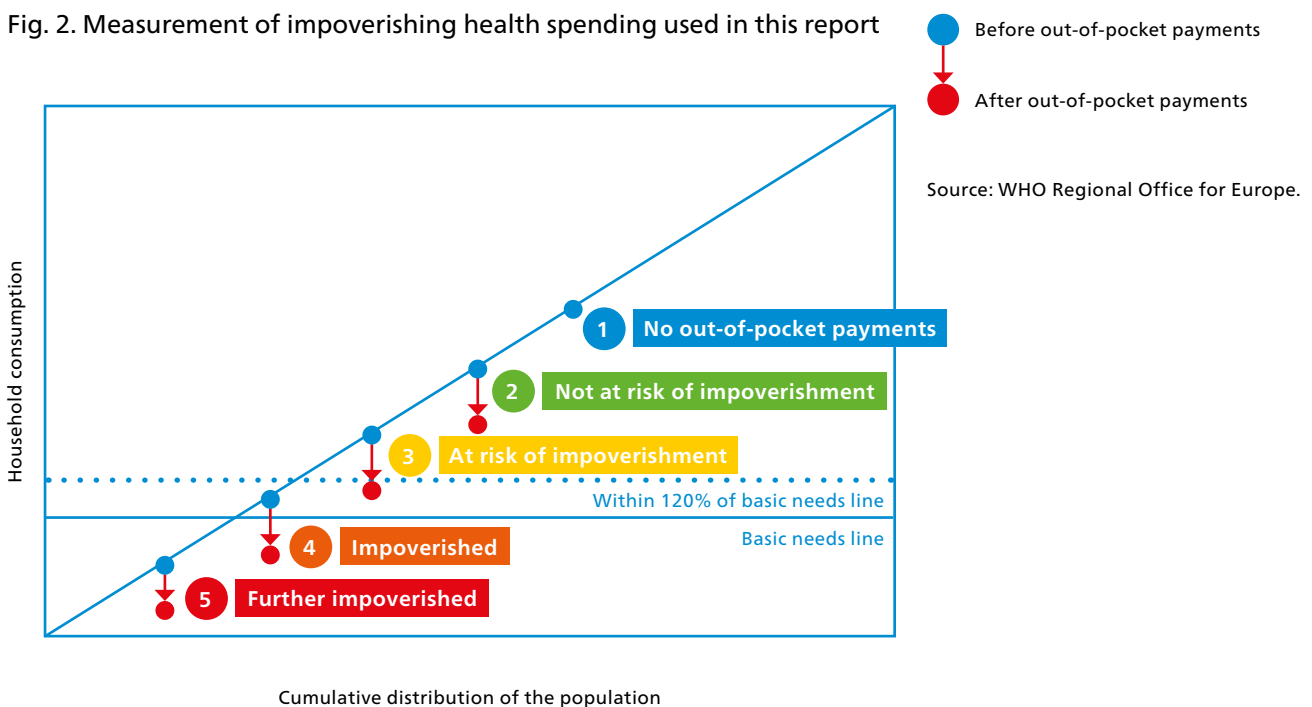 Fig. 2. Measurement of impoverishing health spending used in this report
Before out-of-pocket payments
After out-of-pocket payments
Source: WHO Regional Office for Europe.
Household consumption
1 No out-of-pocket payments
2 Not at risk of impoverishment
3 At risk of impoverishment
Within 120% of basic needs line
Basic needs line
4 Impoverished
5 Further impoverished
Cumulative distribution of the population